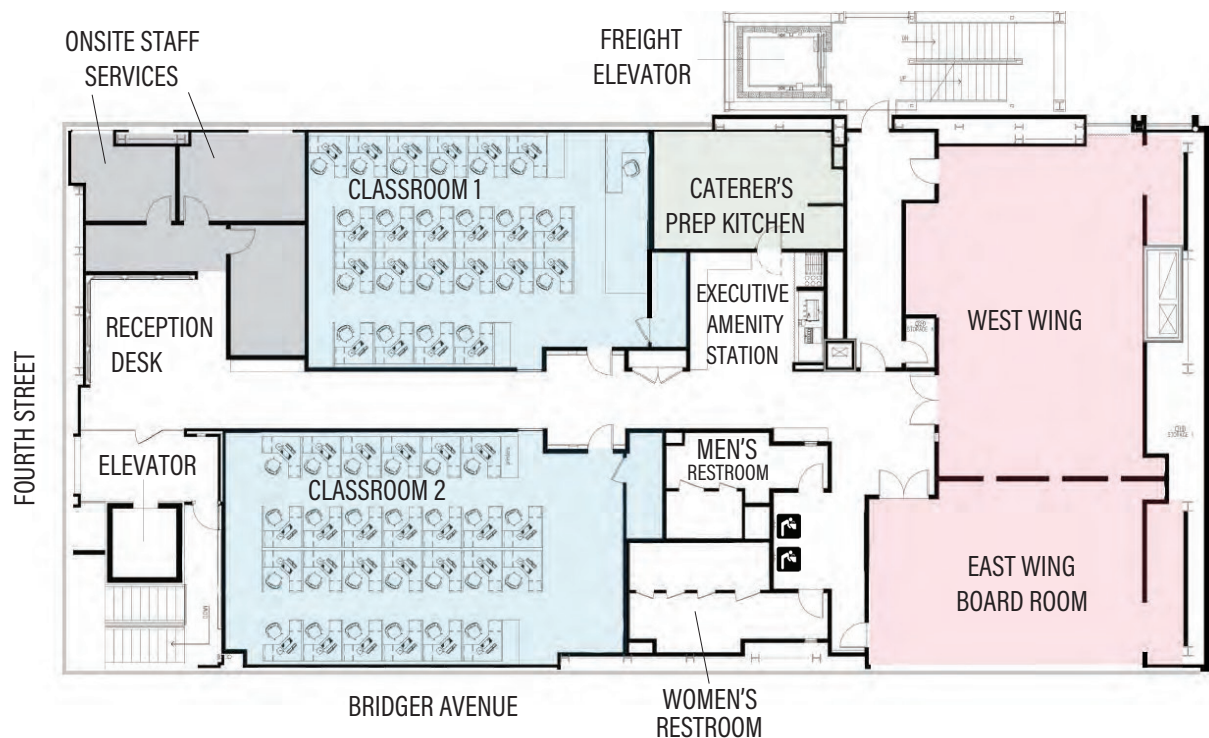 ONSITE STAFF
SERVICES
FREIGHT
ELEVATOR
CLASSROOM 1
CATERER'S
PREP KITCHEN
EXECUTIVE
AMENITY
STATION
WEST WING
RECEPTION
DESK
FOURTH STREET
ELEVATOR
CLASSROOM 2
MEN'S
RESTROOM
EAST WING
BOARD ROOM
BRIDGER AVENUE
WOMEN'S
RESTROOM